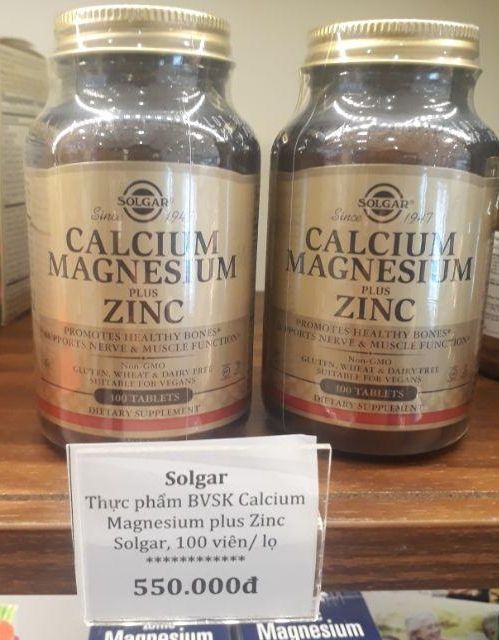 SOLGAR
Since 1947
CALCIUM
MAGNESIUM
PLUS
ZINC
PROMOTES HEALTHY BONES*
SUPPORTS NERVE & MUSCLE FUNCTION*
Non-GMO
GLUTEN, WHEAT & DAIRY FREE
SUITABLE FOR VEGANS
100 TABLETS
DIETARY SUPPLEMENT
SOLGAR
Since 1947
CALCIUM
MAGNESIUM
PLUS
ZINC
PROMOTES HEALTHY BONES*
SUPPORTS NERVE & MUSCLE FUNCTION*
Non-GMO
GLUTEN, WHEAT & DAIRY FREE
SUITABLE FOR VEGANS
100 TABLETS
DIETARY SUPPLEMENT
Solgar
Thực phẩm BVSK Calcium
Magnesium plus Zinc
Solgar, 100 viên/ lọ
************
550.000đ
Magnesium
Magnesium